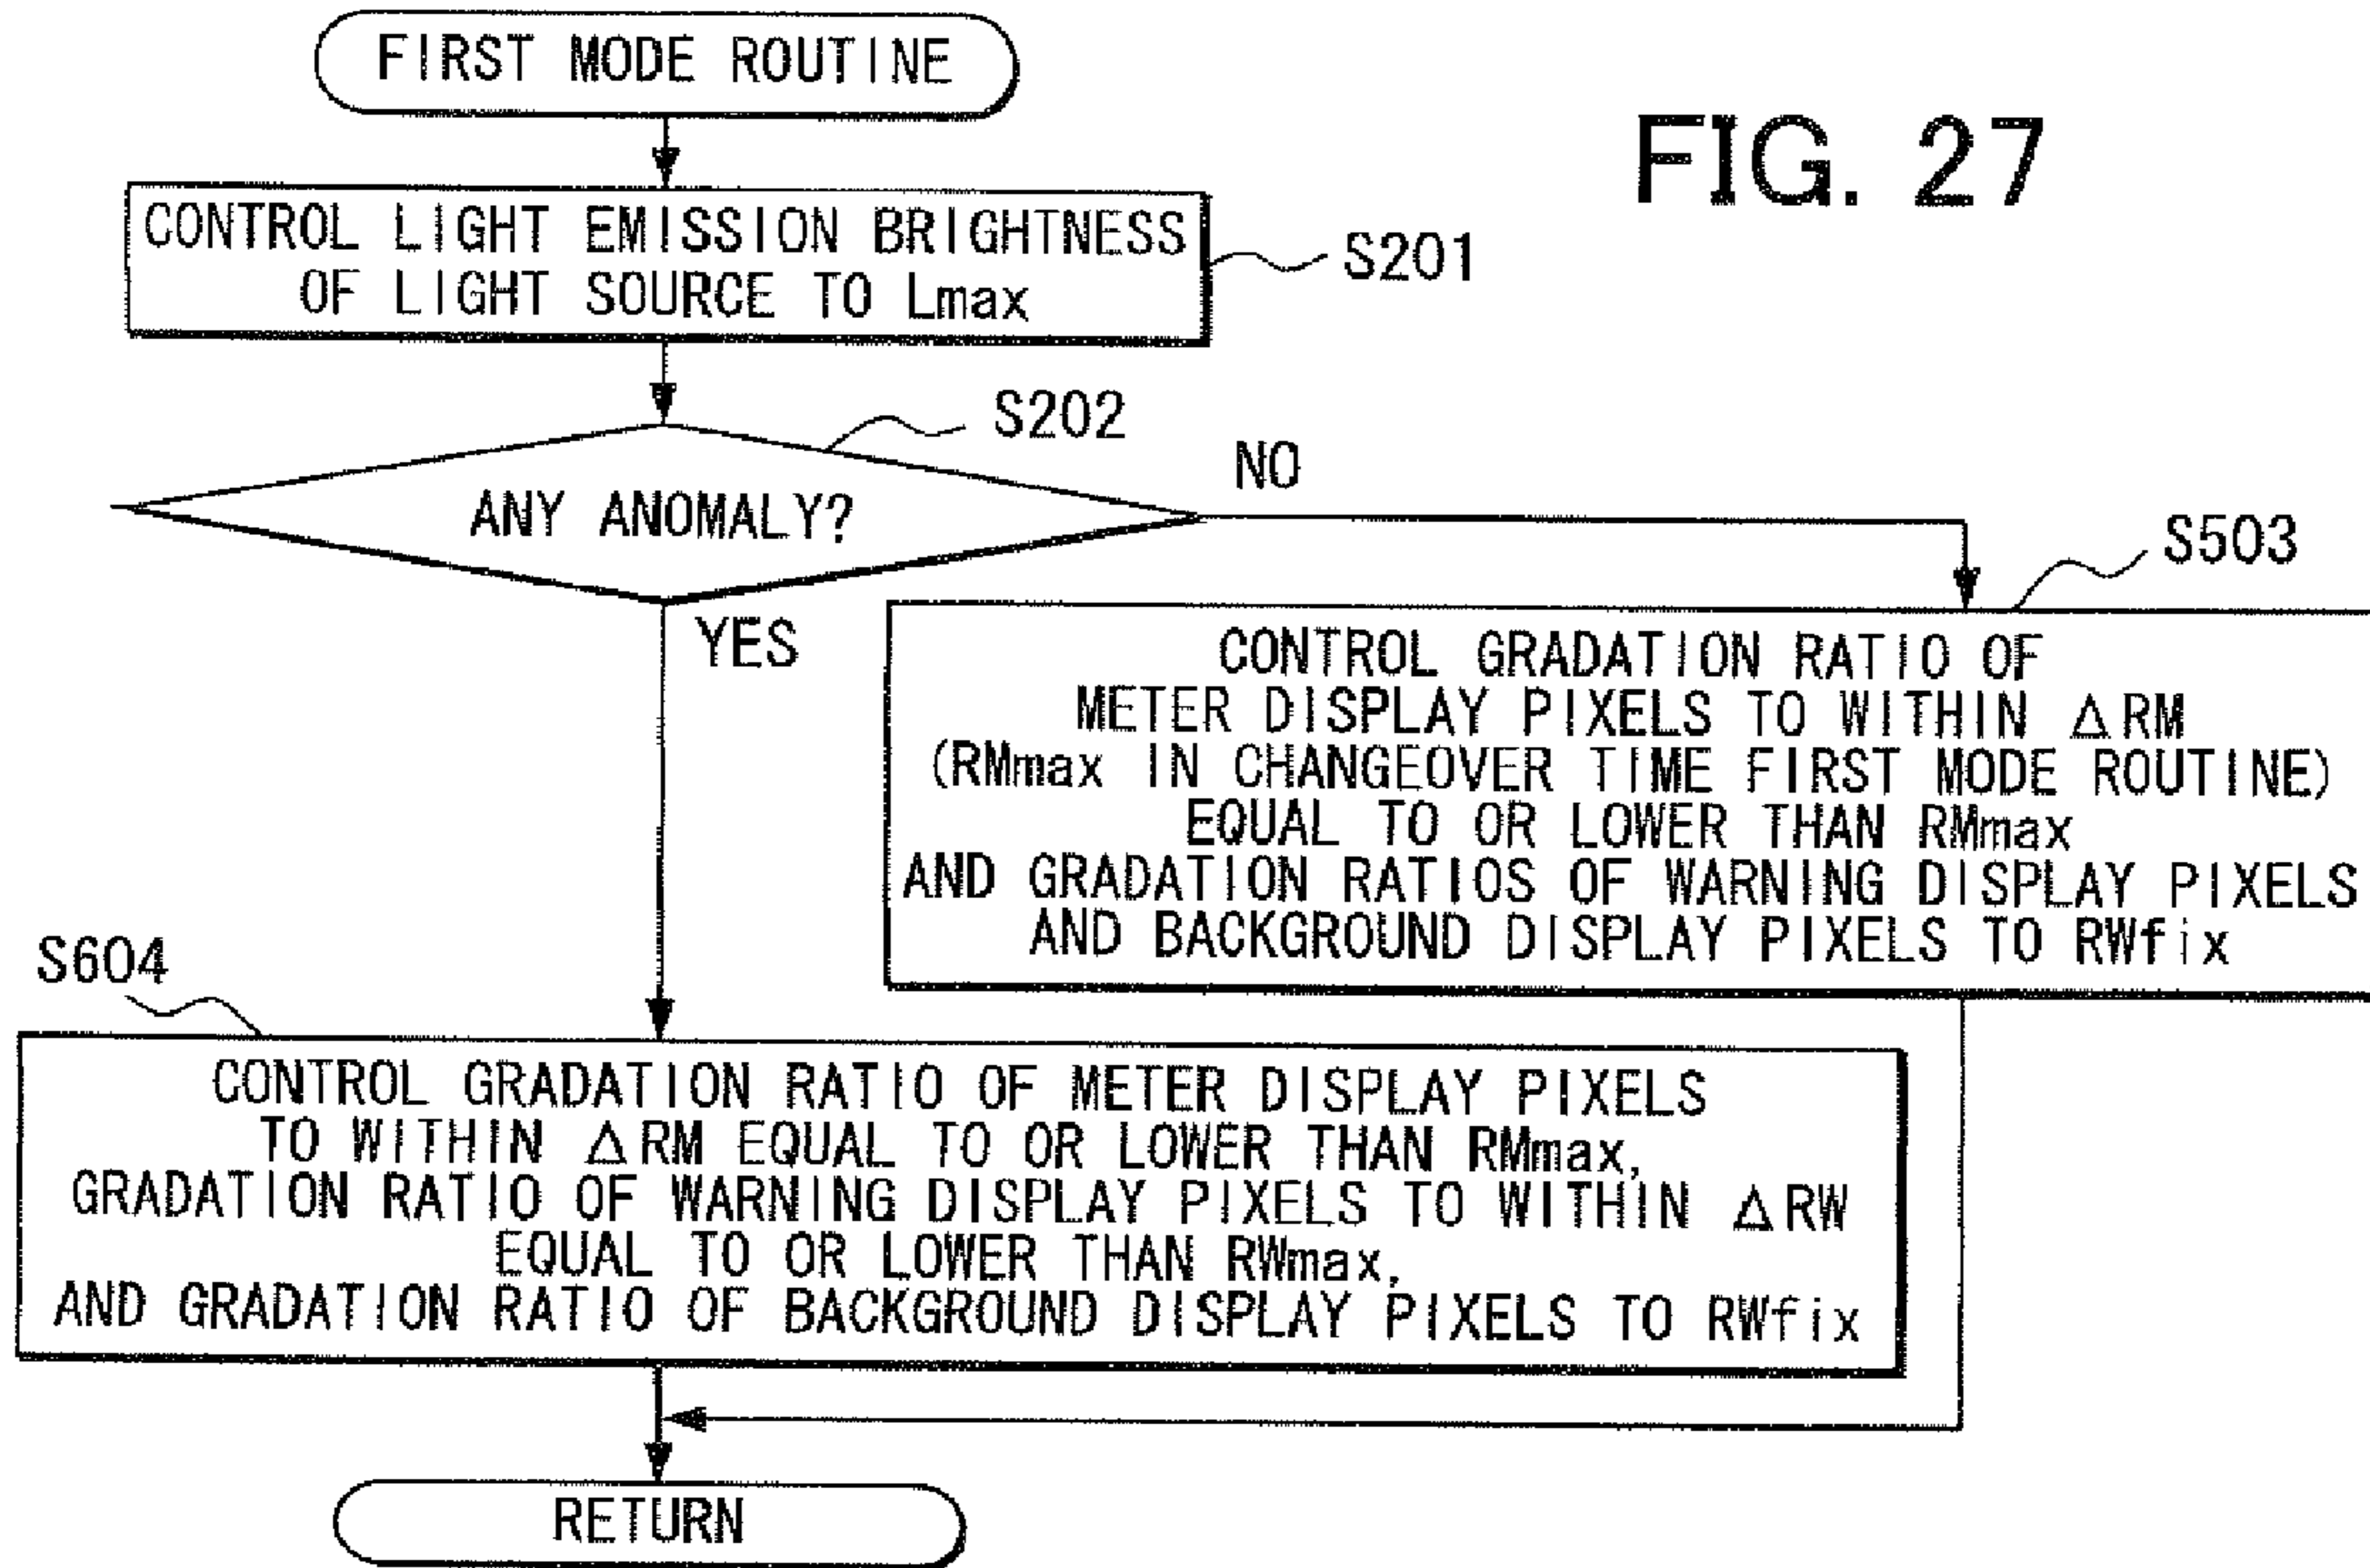 FIRST MODE ROUTINE
FIG. 27
CONTROL LIGHT EMISSION BRIGHTNESS
OF LIGHT SOURCE TO Lmax
S201
S202
ANY ANOMALY?
NO
YES
S503
CONTROL GRADATION RATIO OF
METER DISPLAY PIXELS TO WITHIN ΔRM
(RMmax IN CHANGEOVER TIME FIRST MODE ROUTINE)
EQUAL TO OR LOWER THAN RMmax
AND GRADATION RATIOS OF WARNING DISPLAY PIXELS
AND BACKGROUND DISPLAY PIXELS TO RWfix
S604
CONTROL GRADATION RATIO OF METER DISPLAY PIXELS
TO WITHIN ΔRM EQUAL TO OR LOWER THAN RMmax,
GRADATION RATIO OF WARNING DISPLAY PIXELS TO WITHIN ΔRW
EQUAL TO OR LOWER THAN RWmax,
AND GRADATION RATIO OF BACKGROUND DISPLAY PIXELS TO RWfix
RETURN